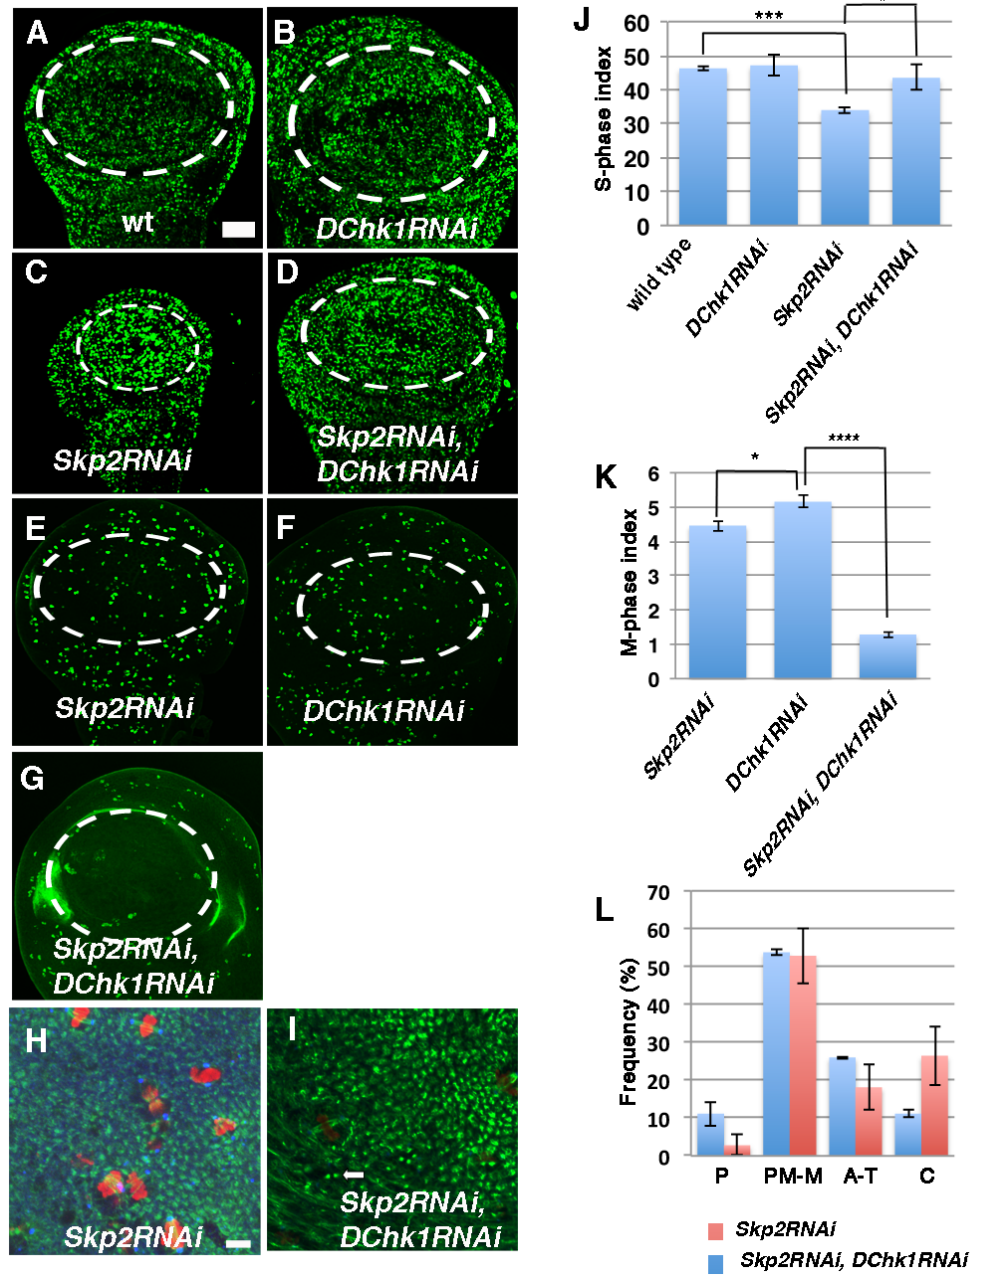 A
wt
B
DChk1RNAi
C
Skp2RNAi
D
Skp2RNAi,
DChk1RNAi
E
Skp2RNAi
F
DChk1RNAi
G
Skp2RNAi,
DChk1RNAi
H
Skp2RNAi
I
Skp2RNAi,
DChk1RNAi
J
S-phase index
60
50
40
30
20
10
0
***
wild type
DChk1RNAi
Skp2RNAi
Skp2RNAi, DChk1RNAi
K
M-phase index
6
5
4
3
2
1
0
*
****
Skp2RNAi
DChk1RNAi
Skp2RNAi, DChk1RNAi
L
Frequency (%)
70
60
50
40
30
20
10
0
P PM-M A-T C
Skp2RNAi
Skp2RNAi, DChk1RNAi